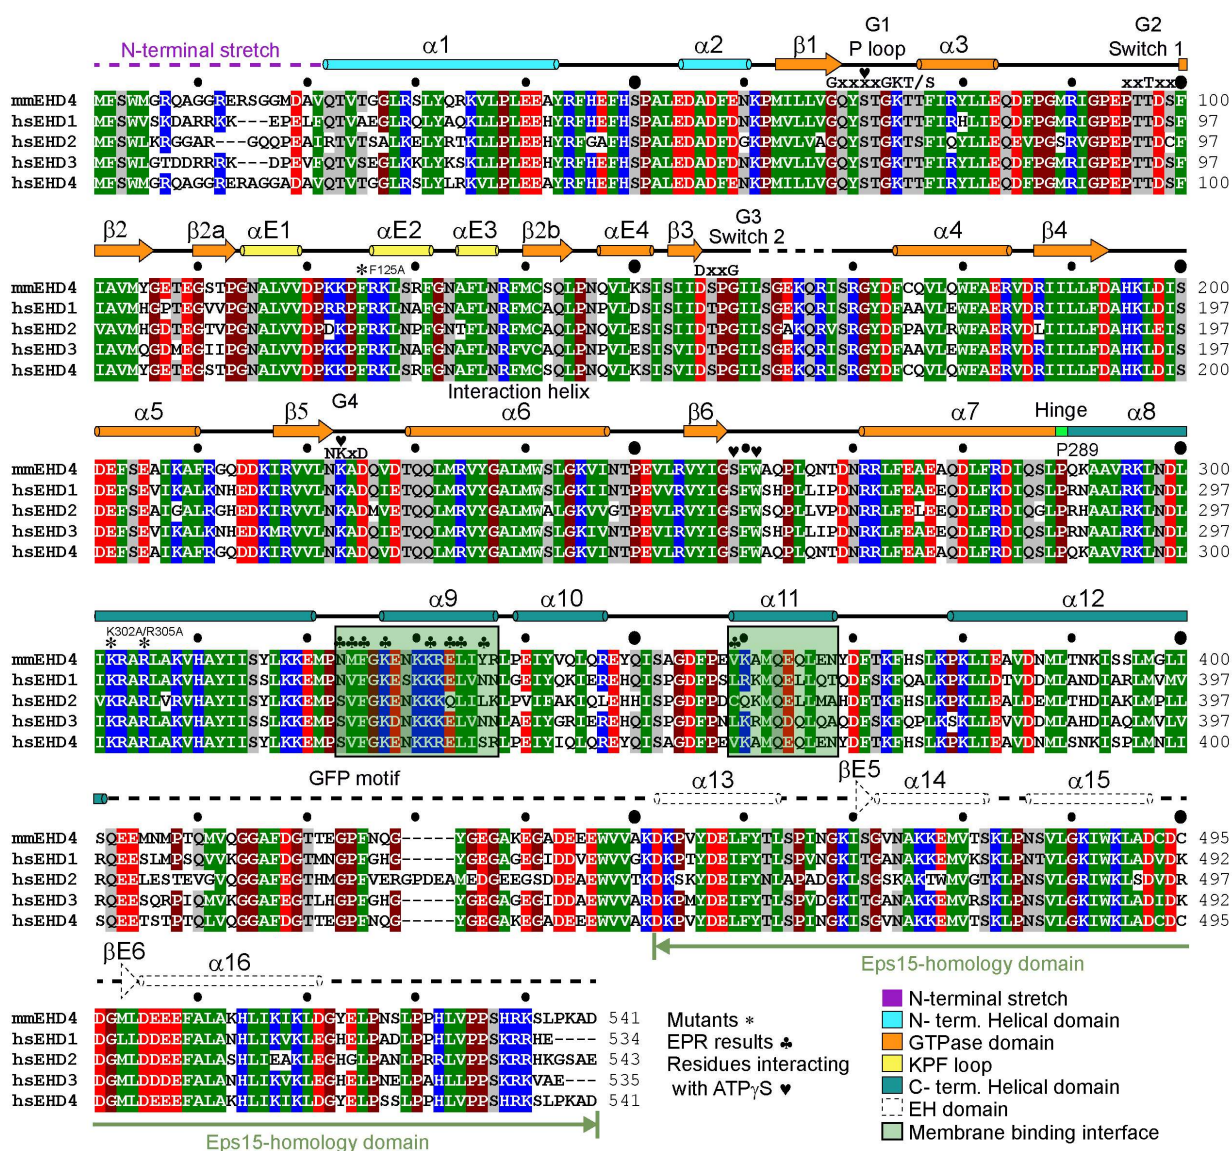 G1
G2
N-terminal stretch α1 α2 β1 P loop α3 Switch 1
GxxxxGKT/S xxTxx
mmEHD4 MFSWMGRQAGGRERSGGMDAVQTVTGGLRSLYQRKVLPLEEAYRFHEFHSPALEDADFENKPMILLVGQYSTGKTTFIRYLLEQDFPGMRIGPEPTTDSF 100
hsEHD1 MFSWVSKDARRKK---EPELFQTVAEGLRQLYAQKLLPLEEHYRFHEFHSPALEDADFDNKPMVLLVGQYSTGKTTFIRHLIEQDFPGMRIGPEPTTDSF 97
hsEHD2 MFSWLKRGGAR---GQQPEAIRTVTSALKELYRTKLLPLEEHYRFGAFHSPALEDADFDGKPMVLVAGQYSTGKTSFIQYLLEQEVPGSRVGPEPTTDCF 97
hsEHD3 MFSWLGTDDRRRK---DPEVFQTVSEGLKKLYKSKLLPLEEHYRFHEFHSPALEDADFDNKPMVLLVGQYSTGKTTFIRYLLEQDFPGMRIGPEPTTDSF 97
hsEHD4 MFSWMGRQAGGRERAGGADAVQTVTGGLRSLYLRKVLPLEEAYRFHEFHSPALEDADFENKPMILLVGQYSTGKTTFIRYLLEQDFPGMRIGPEPTTDSF 100
G3
β2 β2a αE1 αE2 αE3 β2b αE4 β3 Switch 2 α4 β4
*F125A DxxG
mmEHD4 IAVMYGETEGSTPGNALVVDPKKPFRKLSRFGNAFLNRFMCSQLPNQVLKSISIIDSPGILSGEKQRISRGYDFCQVLQWFAERVDRIILLFDAHKLDIS 200
hsEHD1 IAVMHGPTEGVVPGNALVVDPRRPFRKLNAFGNAFLNRFMCAQLPNPVLDSISIIDTPGILSGEKQRISRGYDFAAVLEWFAERVDRIILLFDAHKLDIS 197
hsEHD2 VAVMHGDTEGTVPGNALVVDPDKPFRKLNPFGNTFLNRFMCAQLPNQVLESISIIDTPGILSGAKQRVSRGYDFPAVLRWFAERVDLIILLFDAHKLEIS 197
hsEHD3 IAVMQGDMEGIIPGNALVVDPKKPFRKLNAFGNAFLNRFVCAQLPNPVLESISVIDTPGILSGEKQRISRGYDFAAVLEWFAERVDRIILLFDAHKLDIS 197
hsEHD4 IAVMYGETEGSTPGNALVVDPKKPFRKLSRFGNAFLNRFMCSQLPNQVLKSISIIDSPGILSGEKQRISRGYDFCQVLQWFAERVDRIILLFDAHKLDIS 200
Interaction helix
α5 β5 G4 α6 β6 α7 Hinge α8
NKxD P289
mmEHD4 DEFSEAIKAFRGQDDKIRVVLNKADQVDTQQLMRVYGALMWSLGKVINTPEVLRVYIGSFWAQPLQNTDNRRLFEAEAQDLFRDIQSLPQKAAVRKLNDL 300
hsEHD1 DEFSEVIKALKNHEDKIRVVLNKADQIETQQLMRVYGALMWSLGKIINTPEVVRVYIGSFWSHPLLIPDNRKLFEAEEQDLFKDIQSLPRNAALRKLNDL 297
hsEHD2 DEFSEAIGALRGHEDKIRVVLNKADMVETQQLMRVYGALMWALGKVVGTPEVLRVYIGSFWSQPLLVPDNRRLFELEEQDLFRDIQGLPRHAALRKLNDL 297
hsEHD3 DEFSEVIKALKNHEDKMRVVLNKADQIETQQLMRVYGALMWSLGKIVNTPEVIRVYIGSFWSHPLLIPDNRKLFEAEEQDLFRDIQSLPRNAALRKLNDL 297
hsEHD4 DEFSEAIKAFRGQDDKIRVVLNKADQVDTQQLMRVYGALMWSLGKVINTPEVLRVYIGSFWAQPLQNTDNRRLFEAEAQDLFRDIQSLPQKAAVRKLNDL 300
K302A/R305A α9 α10 α11 α12
* *
mmEHD4 IKRARLAKVHAYIISYLKKEMPNMFGKENKKRELIYRLPEIYVQLQREYQISAGDFPEVKAMQEQLENYDFTKFHSLKPKLIEAVDNMLTNKISSLMGLI 400
hsEHD1 IKRARLAKVHAYIISSLKKEMPNVFGKESKKKELVNNLGEIYQKIEREHQISPGDFPSLRKMQELLQTQDFSKFQALKPKLLDTVDDMLANDIARLMVMV 397
hsEHD2 VKRARLVRVHAYIISYLKKEMPSVFGKENKKKQLILKLPVIFAKIQLEHHISPGDFPDCQKMQELLMAHDFTKFHSLKPKLLEALDEMLTHDIAKLMPLL 397
hsEHD3 IKRARLAKVHAYIISSLKKEMPSVFGKDNKKKELVNNLAEIYGRIEREHQISPGDFPNLKRMQDQLQAQDFSKFQPLKSKLLEVVDDMLAHDIAQLMVLV 397
hsEHD4 IKRARLAKVHAYIISYLKKEMPSVFGKENKKRELISRLPEIYIQLQREYQISAGDFPEVKAMQEQLENYDFTKFHSLKPKLIEAVDNMLSNKISPLMNLI 400
GFP motif α13 βE5 α14 α15
mmEHD4 SQEEMNMPTQMVQGGAFDGTTEGPFNQG-----YGEGAKEGADEEEWVVAKDKPVYDELFYTLSPINGKISGVNAKKEMVTSKLPNSVLGKIWKLADCDC 495
hsEHD1 RQEESLMPSQVVKGGAFDGTMNGPFGHG-----YGEGAGEGIDDVEWVVGKDKPTYDEIFYTLSPVNGKITGANAKKEMVKSKLPNTVLGKIWKLADVDK 492
hsEHD2 RQEELESTEVGVQGGAFEGTHMGPFVERGPDEAMEDGEEGSDDEAEWVVTKDKSKYDEIFYNLAPADGKLSGSKAKTWMVGTKLPNSVLGRIWKLSDVDR 497
hsEHD3 RQEESQRPIQMVKGGAFEGTLHGPFGHG-----YGEGAGEGIDDAEWVVARDKPMYDEIFYTLSPVDGKITGANAKKEMVRSKLPNSVLGKIWKLADIDK 492
hsEHD4 SQEETSTPTQLVQGGAFDGTTEGPFNQG-----YGEGAKEGADEEEWVVAKDKPVYDELFYTLSPINGKISGVNAKKEMVTSKLPNSVLGKIWKLADCDC 495
Eps15-homology domain
βE6 α16
mmEHD4 DGMLDEEEFALAKHLIKIKLDGYELPNSLPPHLVPPSHRKSLPKAD 541
hsEHD1 DGLLDDEEFALANHLIKVKLEGHELPADLPPHLVPPSKRRHE--- 534
hsEHD2 DGMLDDEEFALASHLIEAKLEGHGLPANLPRRLVPPSKRRHKGSAE 543
hsEHD3 DGMLDDDEFALANHLIKVKLEGHELPNELPAHLLPPSKRKVAE--- 535
hsEHD4 DGMLDEEEFALAKHLIKIKLDGYELPSSLPPHLVPPSHRKSLPKAD 541
Eps15-homology domain
Mutants *
EPR results ♣
Residues interacting
with ATPγS ♥
N-terminal stretch
N- term. Helical domain
GTPase domain
KPF loop
C- term. Helical domain
EH domain
Membrane binding interface